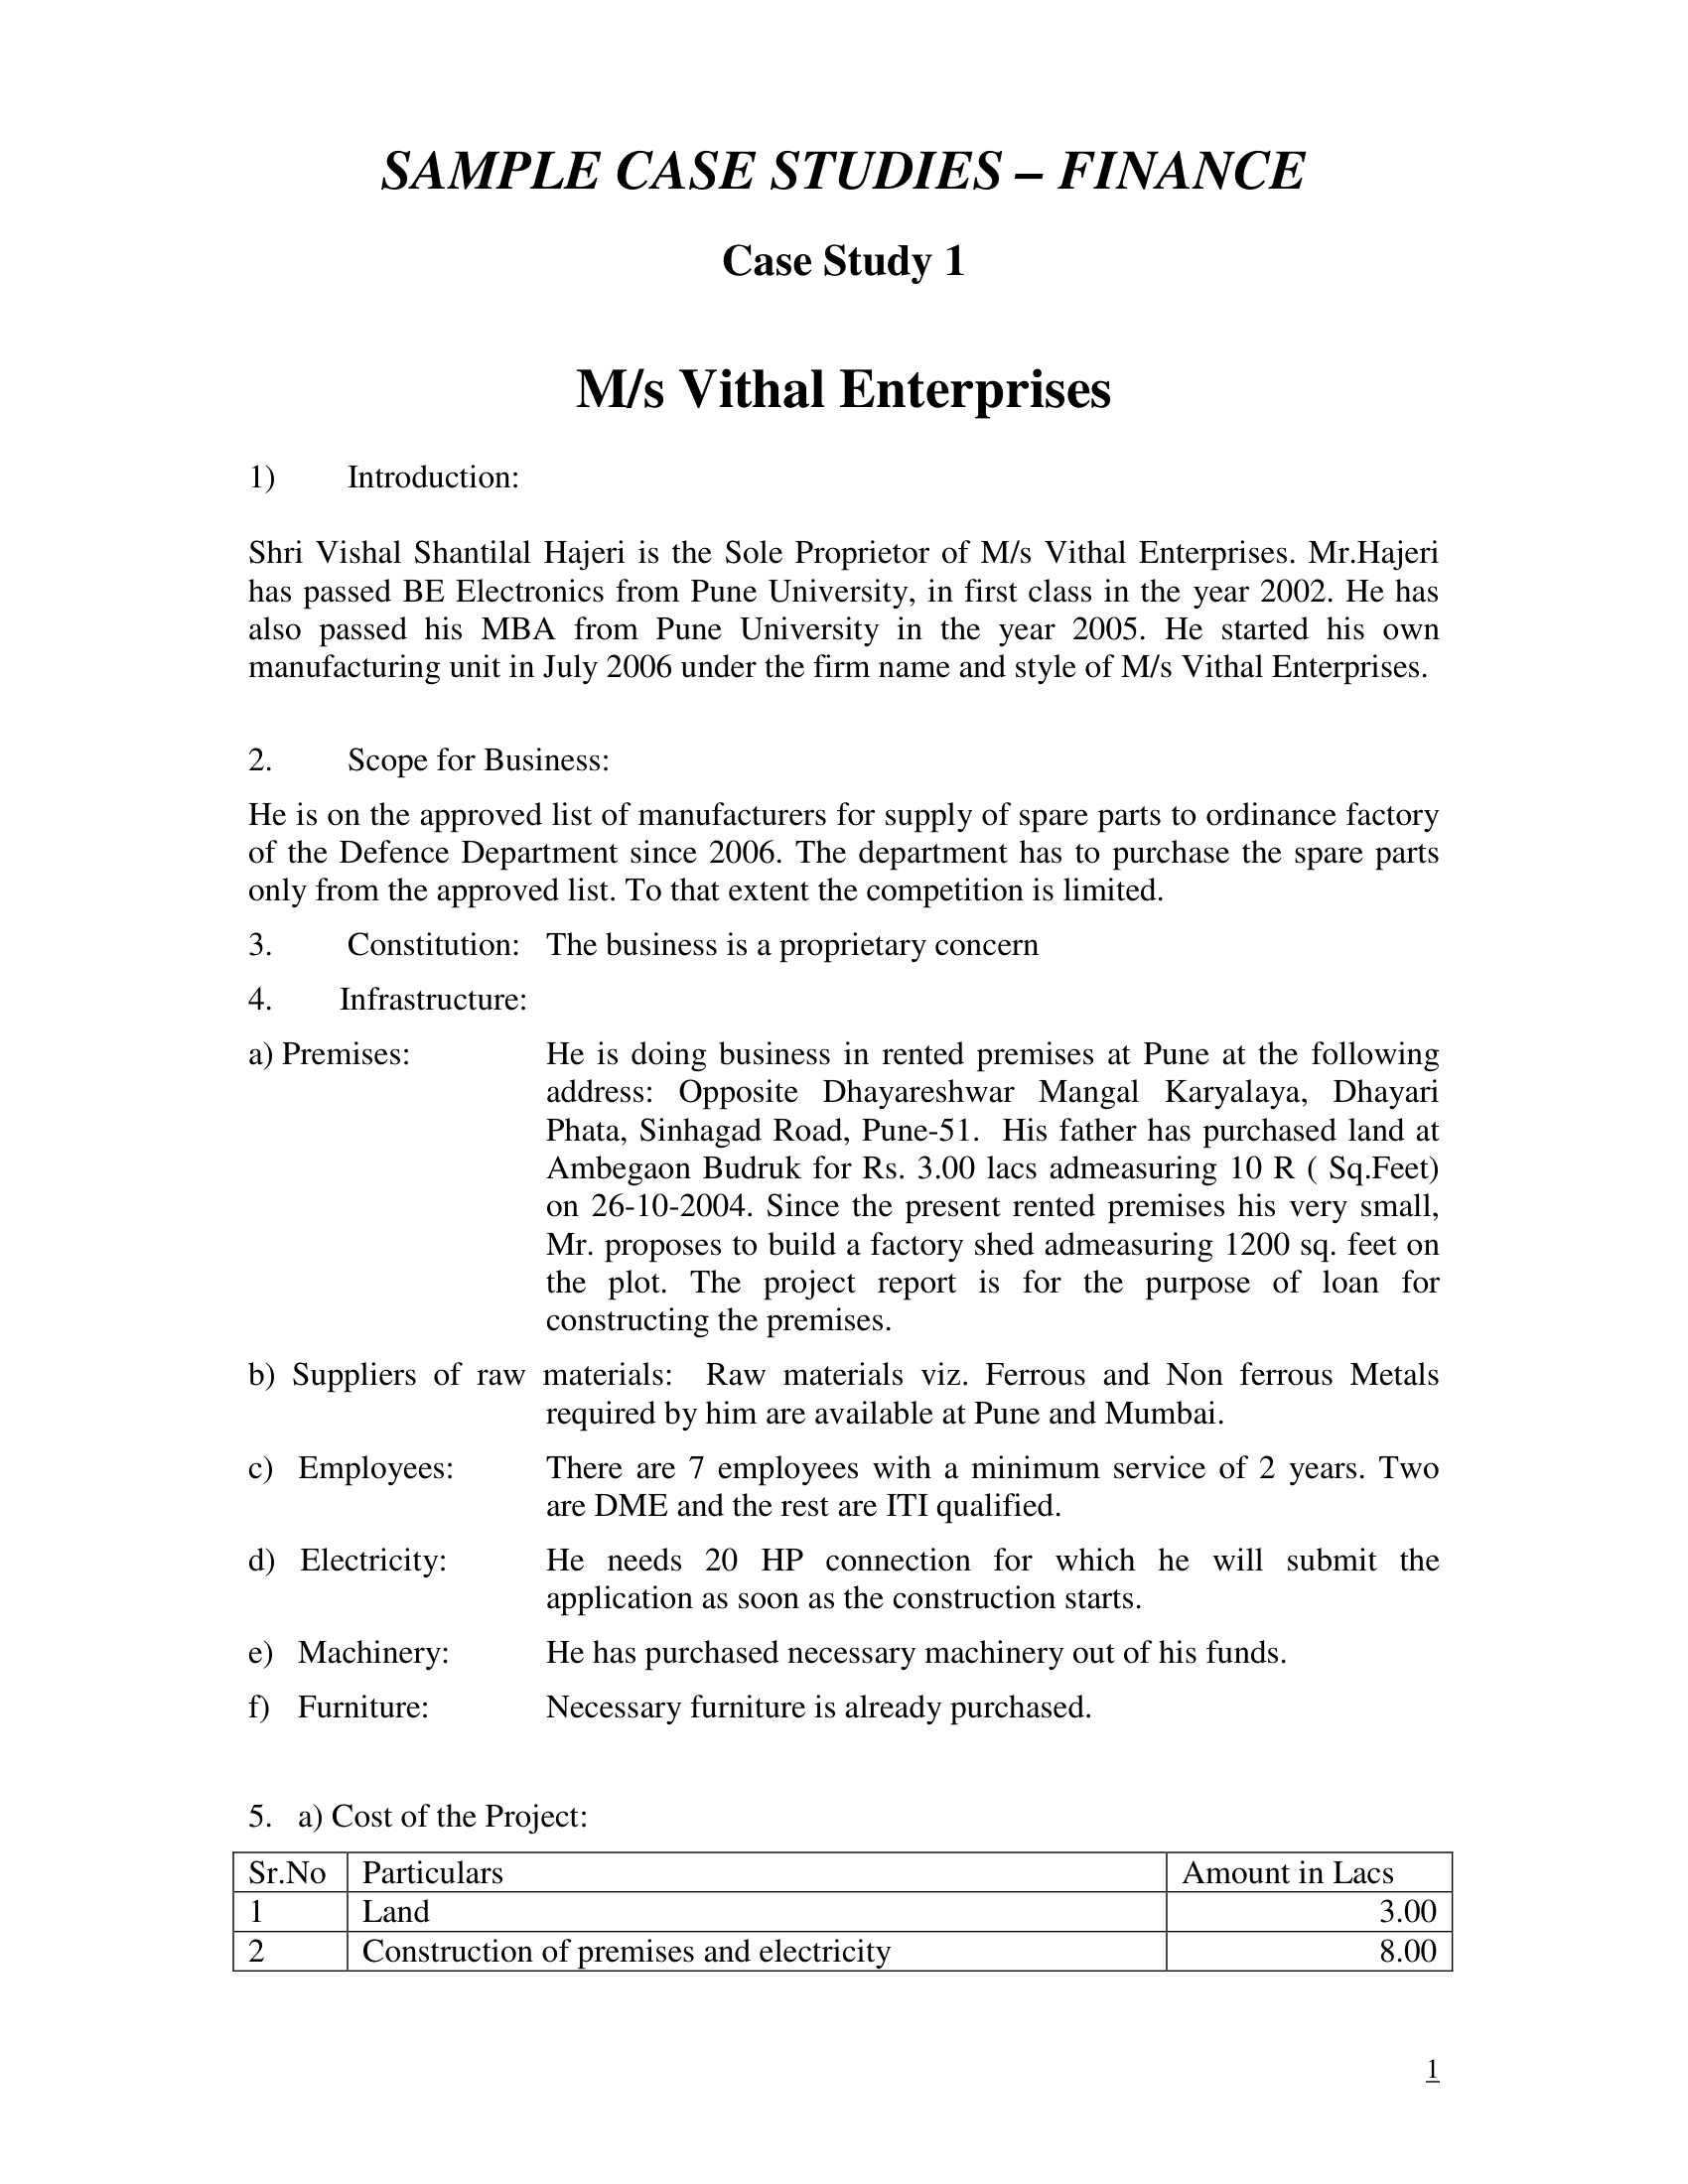 SAMPLE CASE STUDIES – FINANCE
Case Study 1
M/s Vithal Enterprises
1) Introduction:
Shri Vishal Shantilal Hajeri is the Sole Proprietor of M/s Vithal Enterprises. Mr.Hajeri
has passed BE Electronics from Pune University, in first class in the year 2002. He has
also passed his MBA from Pune University in the year 2005. He started his own
manufacturing unit in July 2006 under the firm name and style of M/s Vithal Enterprises.
2. Scope for Business:
He is on the approved list of manufacturers for supply of spare parts to ordinance factory
of the Defence Department since 2006. The department has to purchase the spare parts
only from the approved list. To that extent the competition is limited.
3. Constitution: The business is a proprietary concern
4. Infrastructure:
a) Premises: He is doing business in rented premises at Pune at the following
address: Opposite Dhayareshwar Mangal Karyalaya, Dhayari
Phata, Sinhagad Road, Pune-51. His father has purchased land at
Ambegaon Budruk for Rs. 3.00 lacs admeasuring 10 R ( Sq.Feet)
on 26-10-2004. Since the present rented premises his very small,
Mr. proposes to build a factory shed admeasuring 1200 sq. feet on
the plot. The project report is for the purpose of loan for
constructing the premises.
b) Suppliers of raw materials: Raw materials viz. Ferrous and Non ferrous Metals
required by him are available at Pune and Mumbai.
c) Employees: There are 7 employees with a minimum service of 2 years. Two
are DME and the rest are ITI qualified.
d) Electricity: He needs 20 HP connection for which he will submit the
application as soon as the construction starts.
e) Machinery: He has purchased necessary machinery out of his funds.
f) Furniture: Necessary furniture is already purchased.
5. a) Cost of the Project:
Sr.No Particulars Amount in Lacs
1 Land 3.00
2 Construction of premises and electricity 8.00
1